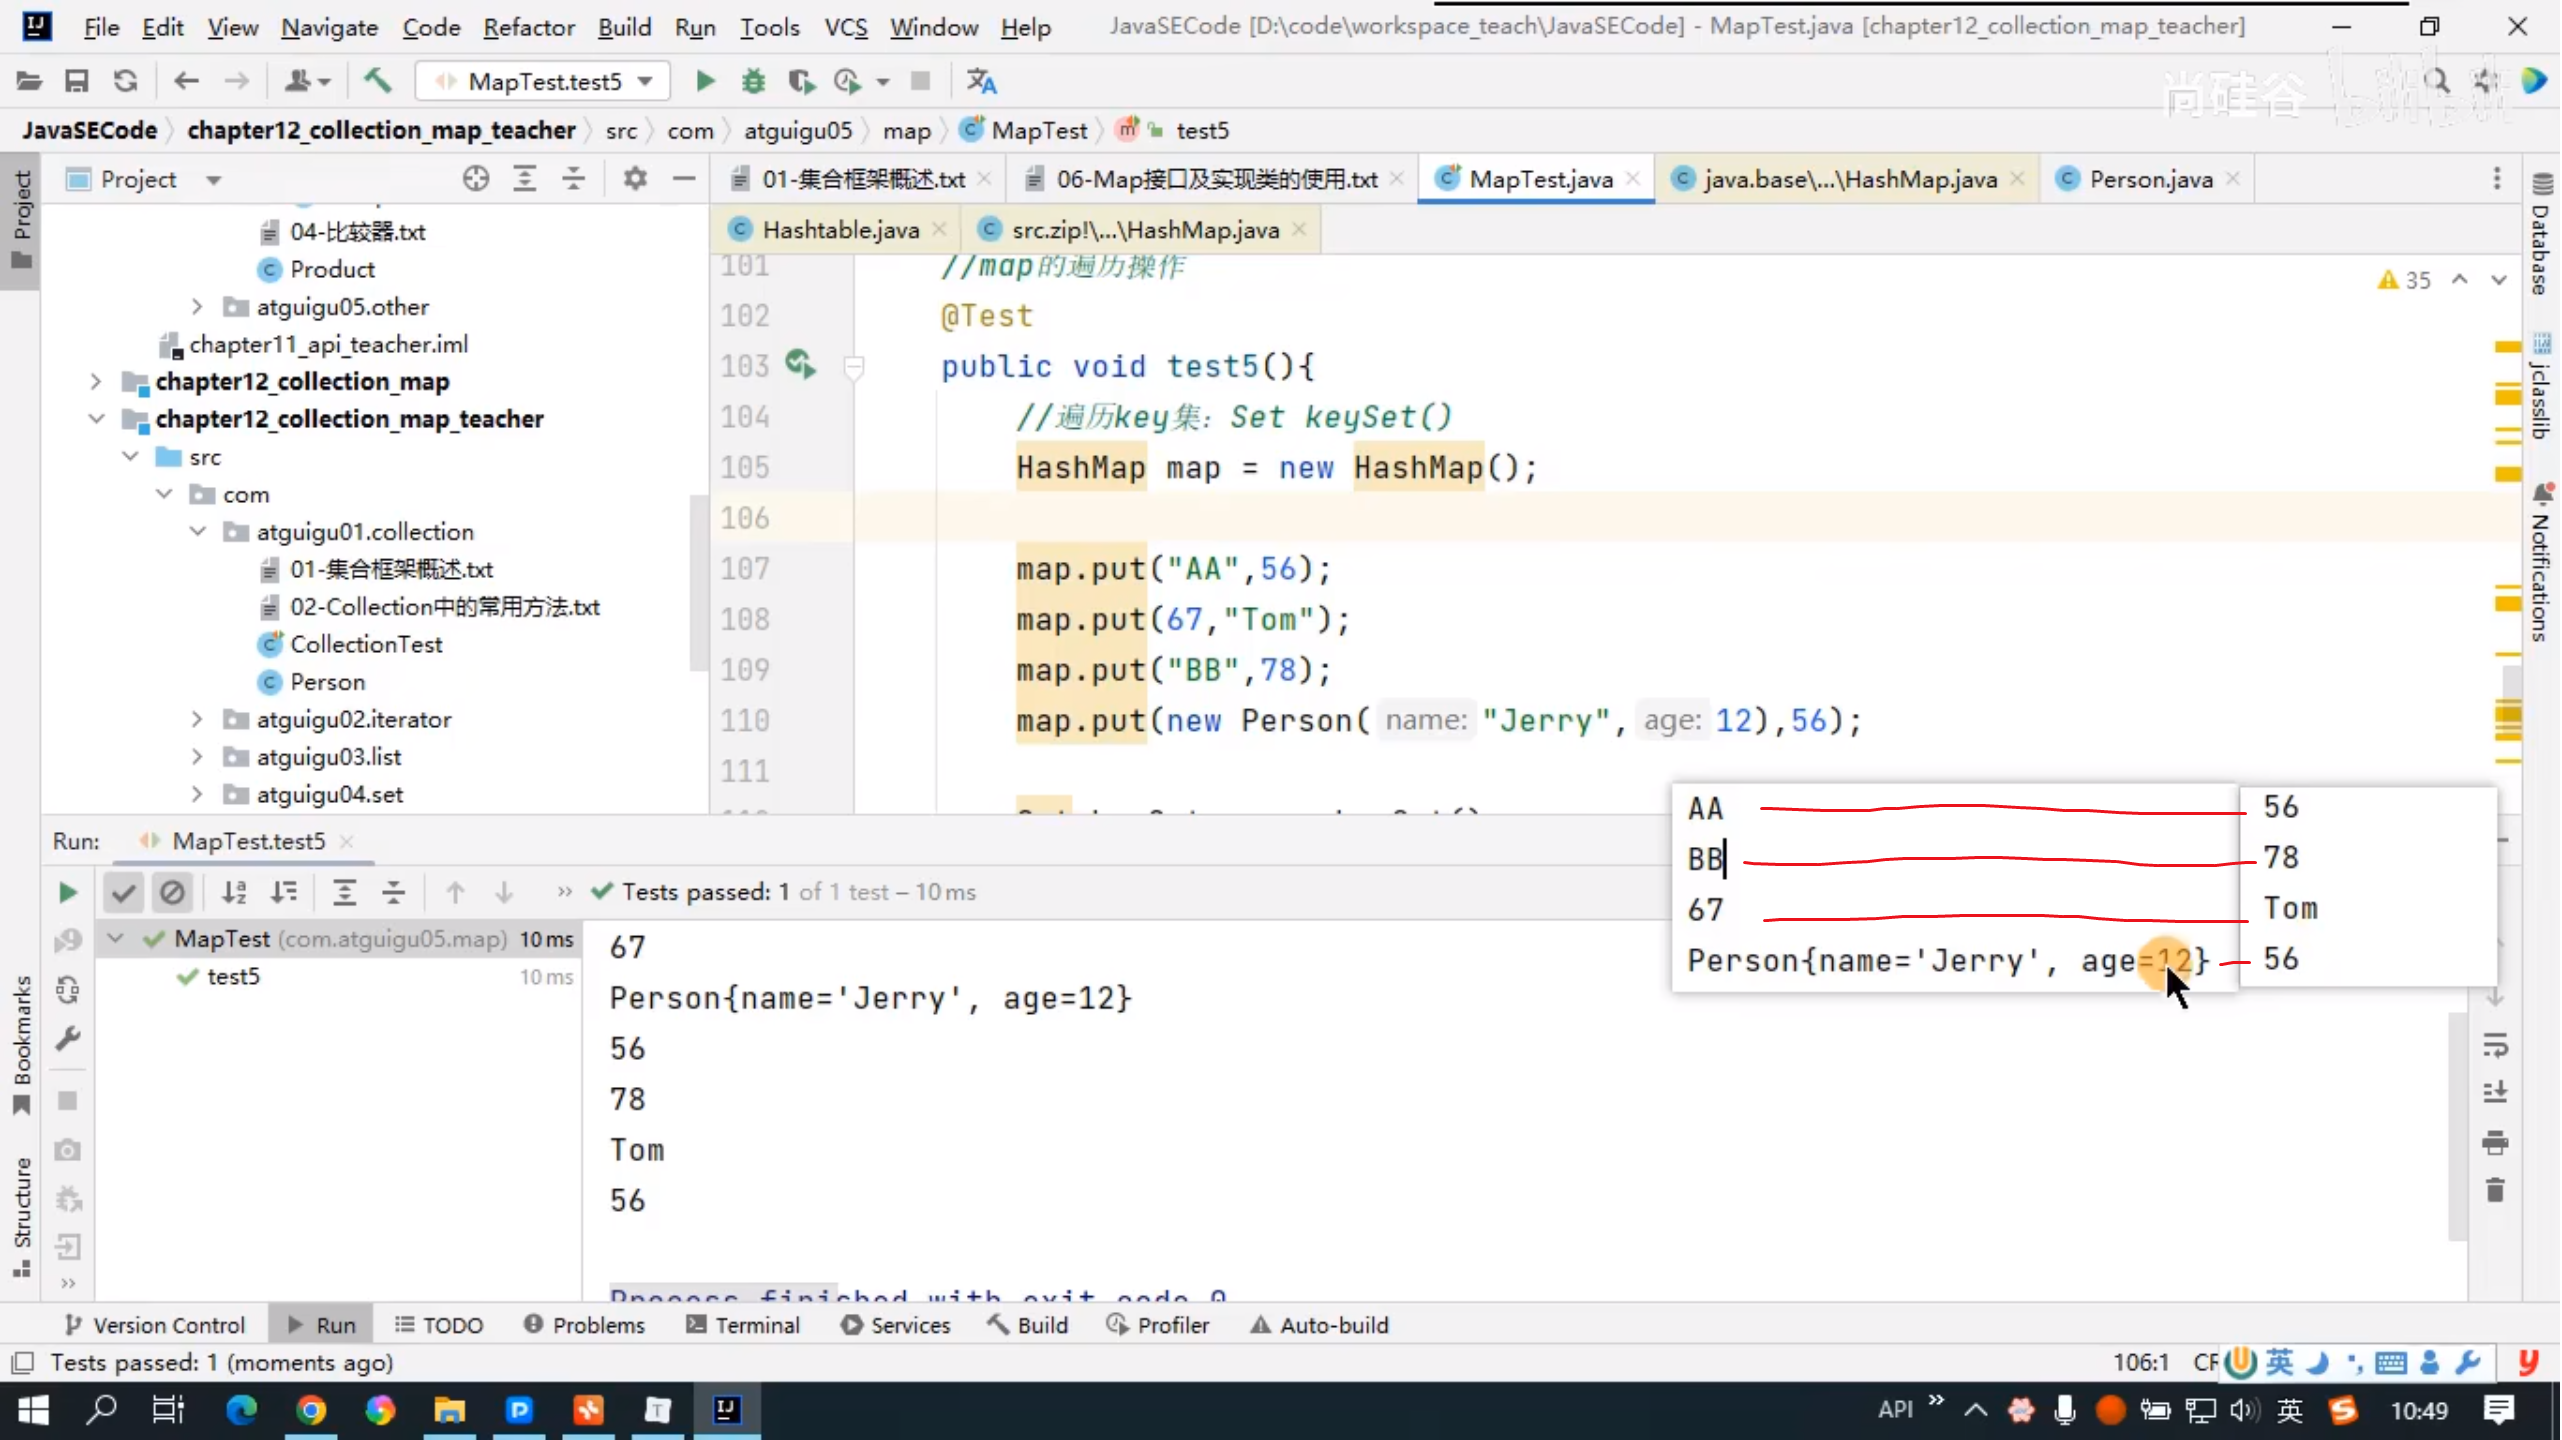 File Edit View Navigate Code Refactor Build Run Tools VCS Window Help JavaSECode [D:\code\workspace_teach\JavaSECode] - MapTest.java [chapter12_collection_map_teacher]
MapTest.test5
尚硅谷
JavaSECode chapter12_collection_map_teacher src com atguigu05 map MapTest test5
Project
Project
01-集合框架概述.txt 06-Map接口及实现类的使用.txt MapTest.java java.base\...\HashMap.java Person.java
Hashtable.java src.zip!\...\HashMap.java
04-比较器.txt
Product
atguigu05.other
chapter11_api_teacher.iml
chapter12_collection_map
chapter12_collection_map_teacher
src
com
atguigu01.collection
01-集合框架概述.txt
02-Collection中的常用方法.txt
CollectionTest
Person
atguigu02.iterator
atguigu03.list
atguigu04.set
35
101 //map的遍历操作
102 @Test
103 public void test5(){
104 //遍历key集：Set keySet()
105 HashMap map = new HashMap();
106
107 map.put("AA",56);
108 map.put(67,"Tom");
109 map.put("BB",78);
110 map.put(new Person( name: "Jerry", age: 12),56);
111
AA 56
BB 78
67 Tom
Person{name='Jerry', age=12} 56
Database
jclasslib
Notifications
Run: MapTest.test5
Tests passed: 1 of 1 test – 10 ms
MapTest (com.atguigu05.map) 10 ms
test5 10 ms
67
Person{name='Jerry', age=12}
56
78
Tom
56
Process finished with exit code 0
Bookmarks
Structure
Version Control Run TODO Problems Terminal Services Build Profiler Auto-build
Tests passed: 1 (moments ago) 106:1 英
API 英 10:49